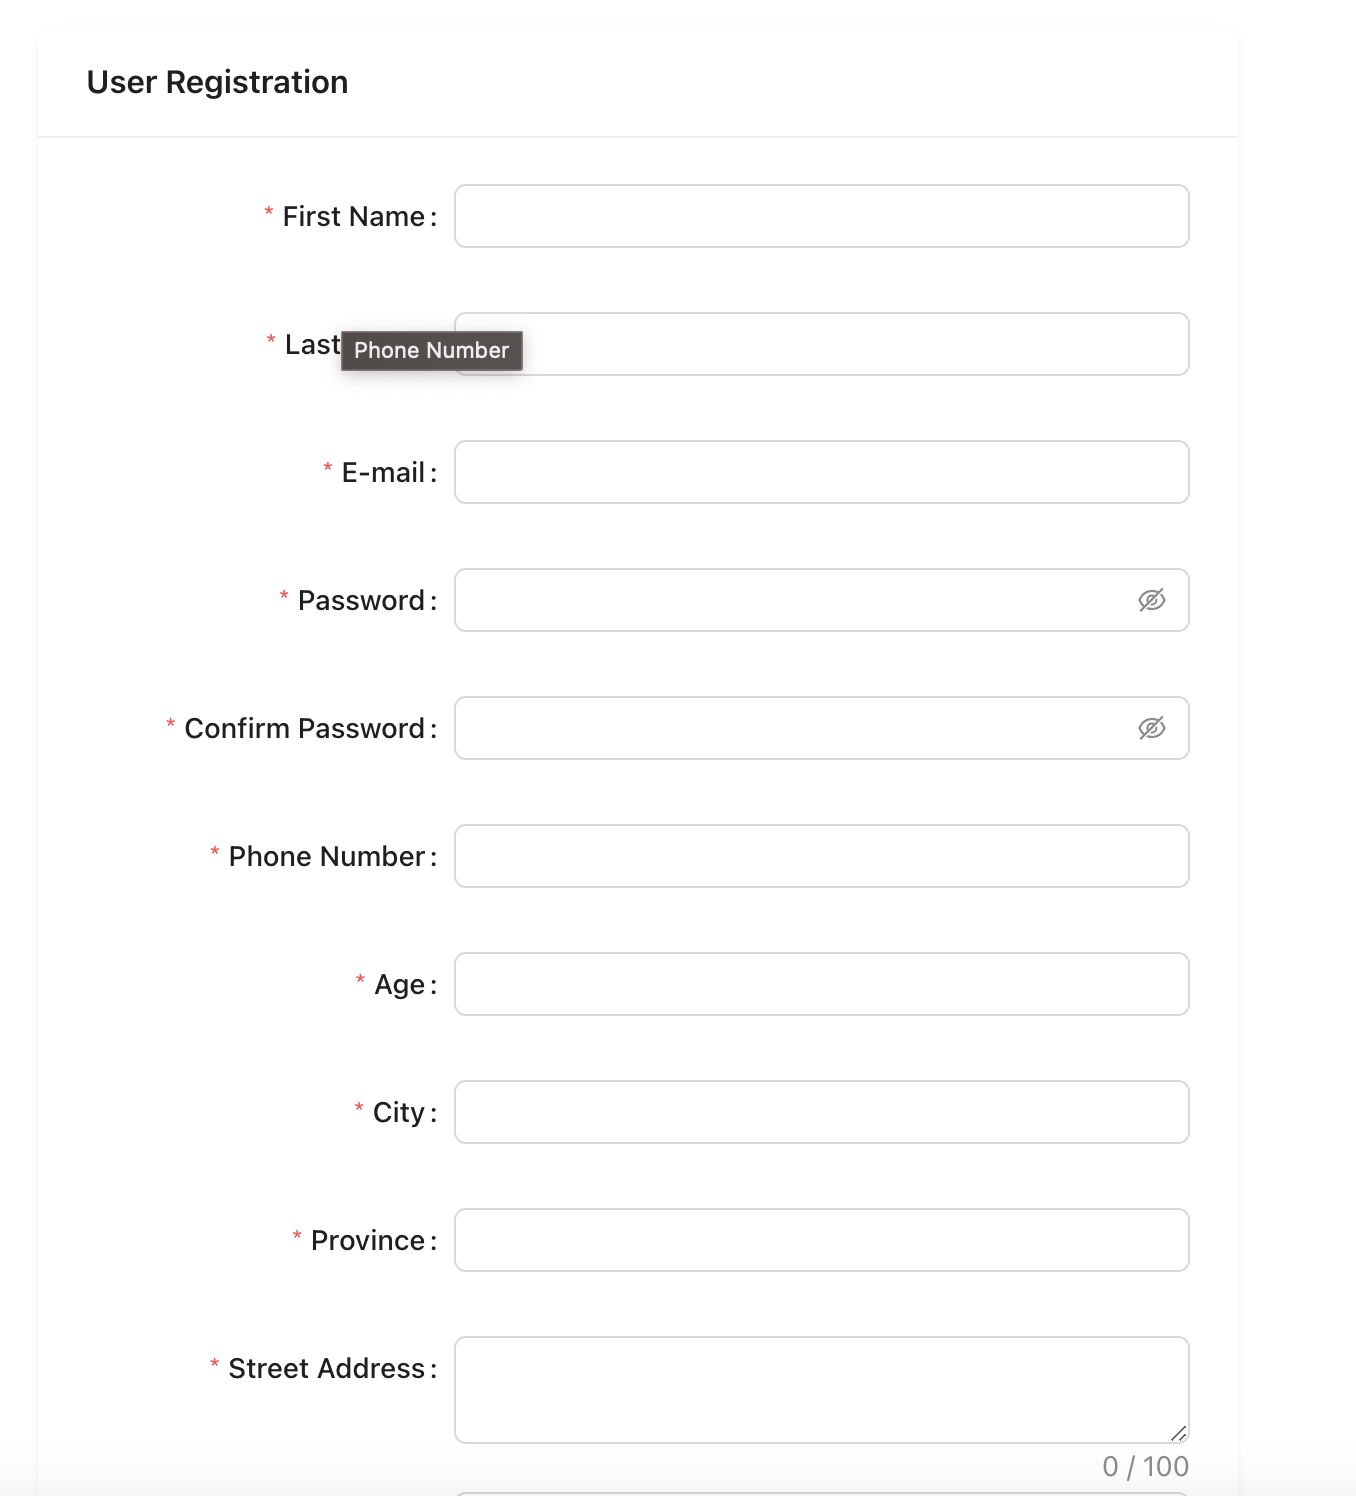 User Registration
* First Name :
* Last
Phone Number
* E-mail :
* Password :
* Confirm Password :
* Phone Number :
* Age :
* City :
* Province :
* Street Address :
0 / 100